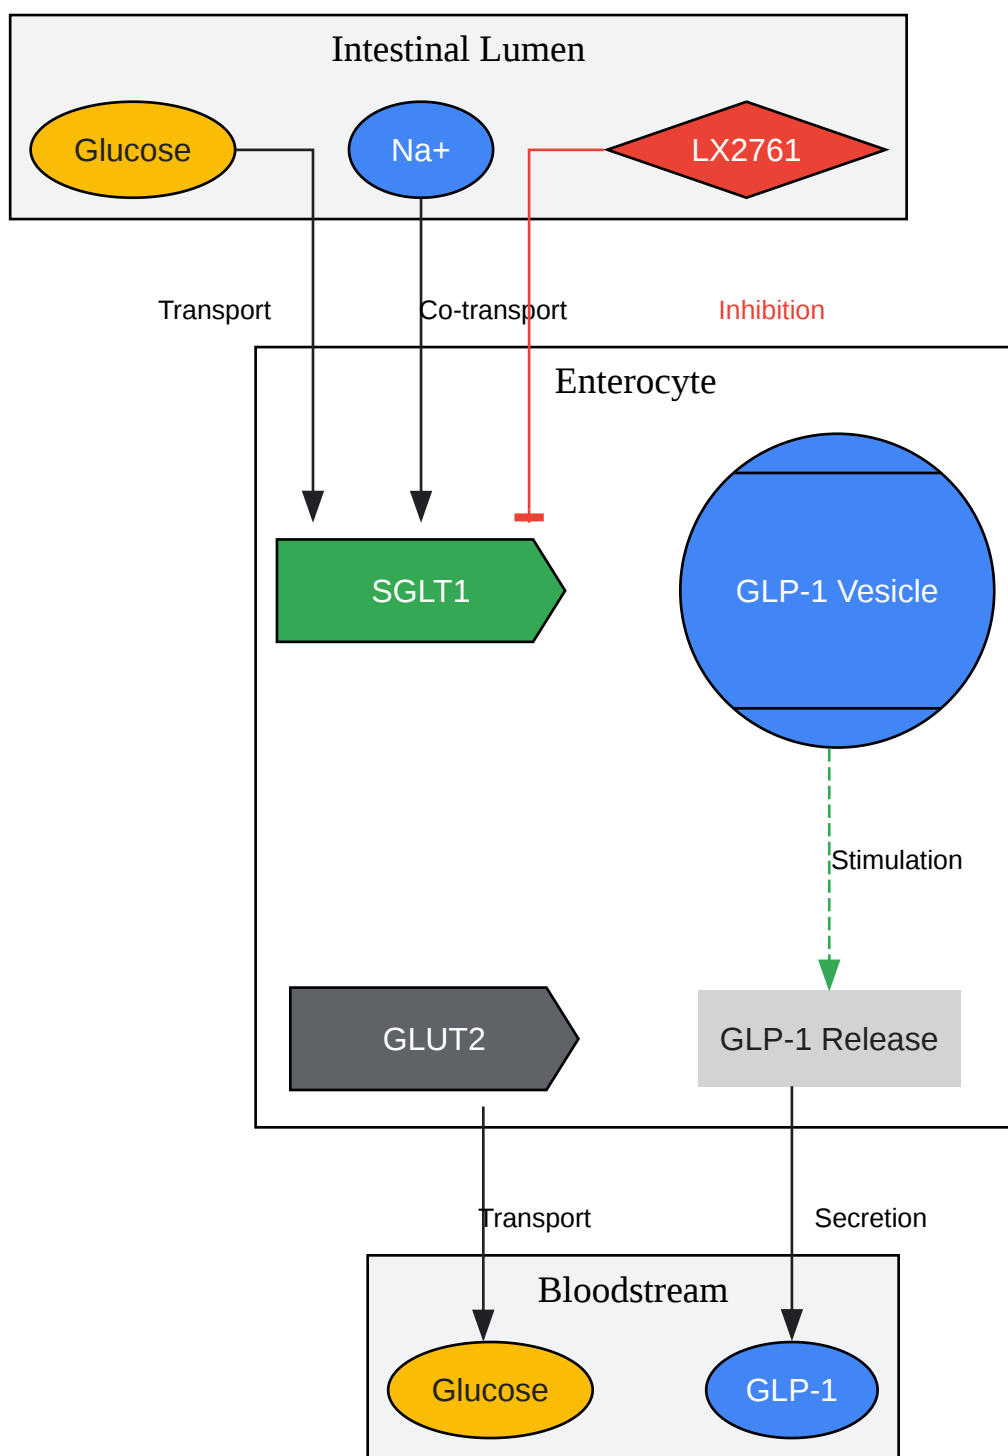 Intestinal Lumen
Glucose
Na+
LX2761
Transport
Co-transport
Inhibition
Enterocyte
SGLT1
GLP-1 Vesicle
Stimulation
GLUT2
GLP-1 Release
Transport
Secretion
Bloodstream
Glucose
GLP-1